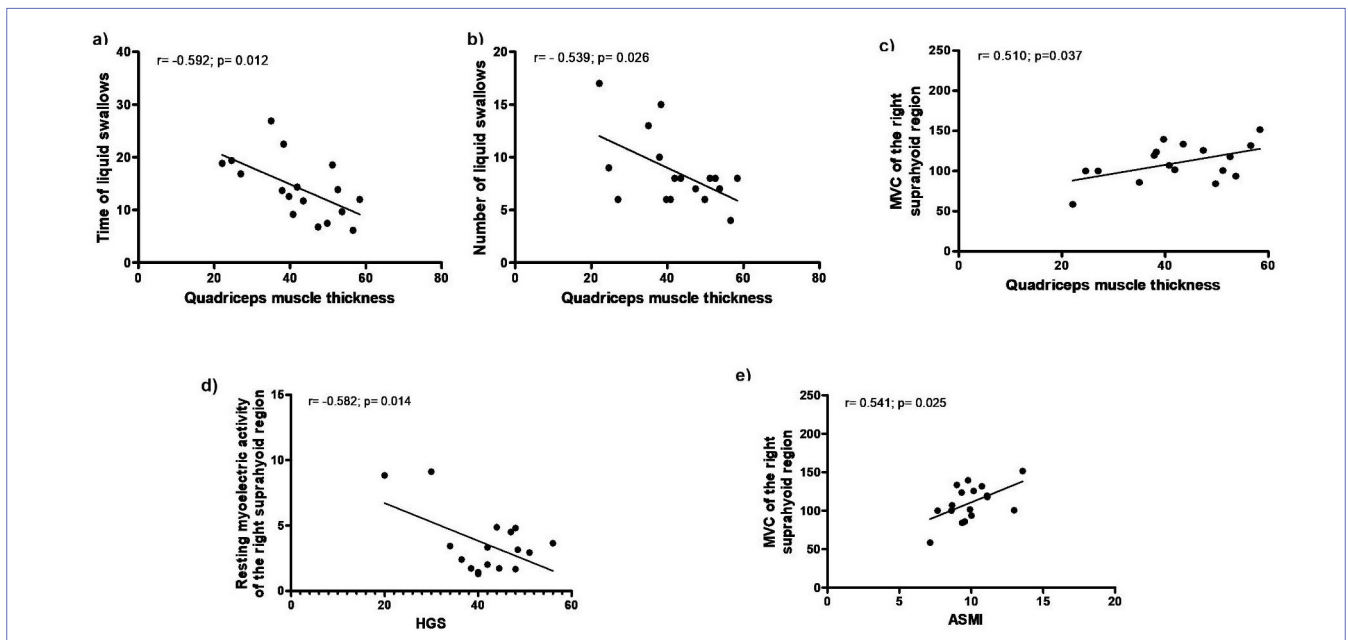 a)
r= -0.592; p= 0.012
Time of liquid swallows
40
30
20
10
0
0 20 40 60 80
Quadriceps muscle thickness
b)
r= - 0.539; p= 0.026
Number of liquid swallows
20
15
10
5
0
0 20 40 60 80
Quadriceps muscle thickness
c)
r= 0.510; p=0.037
MVC of the right
suprahyoid region
250
200
150
100
50
0
0 20 40 60
Quadriceps muscle thickness
d)
r= -0.582; p= 0.014
Resting myoelectric activity
of the right suprahyoid region
15
10
5
0
0 20 40 60
HGS
e)
r= 0.541; p= 0.025
MVC of the right
suprahyoid region
250
200
150
100
50
0
0 5 10 15 20
ASMI